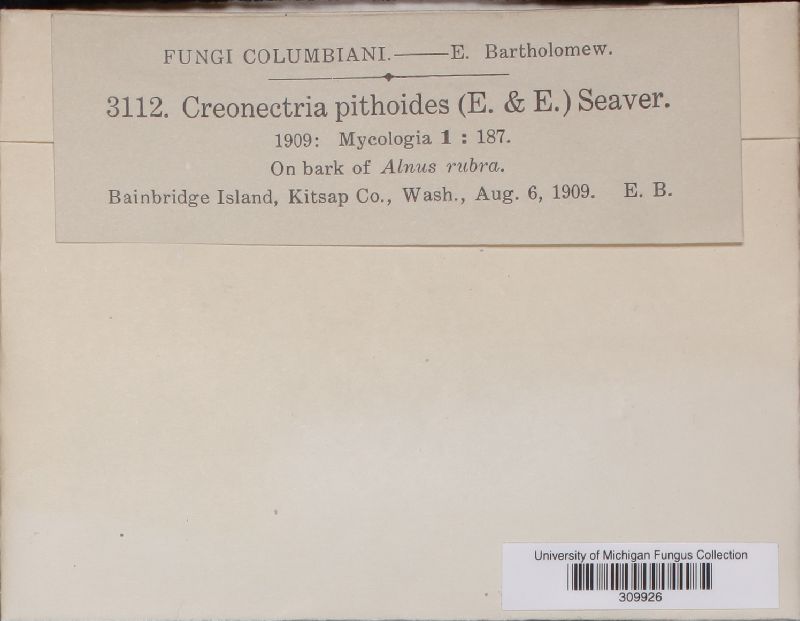 FUNGI COLUMBIANI.——E. Bartholomew.
3112. Creonectria pithoides (E. & E.) Seaver.
1909: Mycologia 1 : 187.
On bark of Alnus rubra.
Bainbridge Island, Kitsap Co., Wash., Aug. 6, 1909. E. B.
University of Michigan Fungus Collection
309926